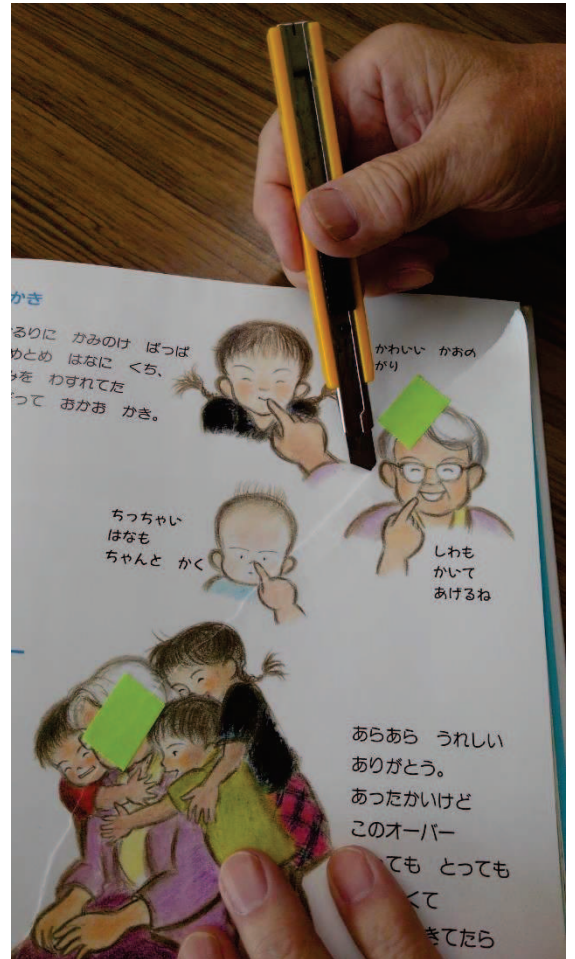 かき
るりに かみのけ ぱっぱ
めとめ はなに くち、
みを わすれてた
って おかお かき。
かわいい かおの
がり
ちっちゃい
はなも
ちゃんと かく
しわも
かいて
あげるね
あらあら うれしい
ありがとう。
あったかいけど
このオーバー
ても とっても
くて
きてたら